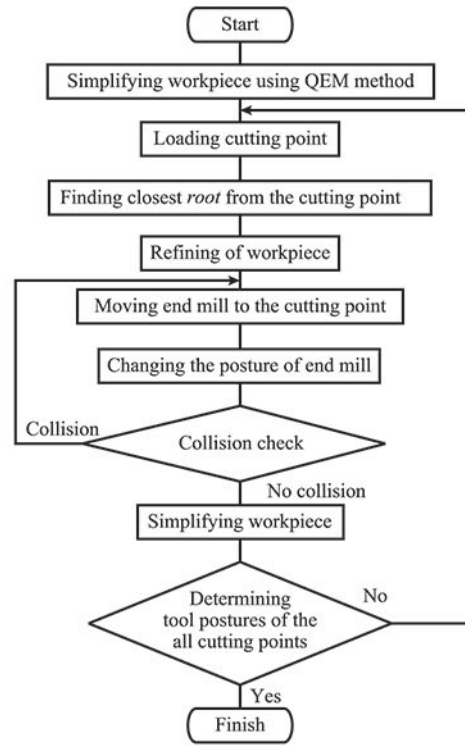 Start
Simplifying workpiece using QEM method
Loading cutting point
Finding closest root from the cutting point
Refining of workpiece
Moving end mill to the cutting point
Changing the posture of end mill
Collision
Collision check
No collision
Simplifying workpiece
Determining
tool postures of the
all cutting points
No
Yes
Finish